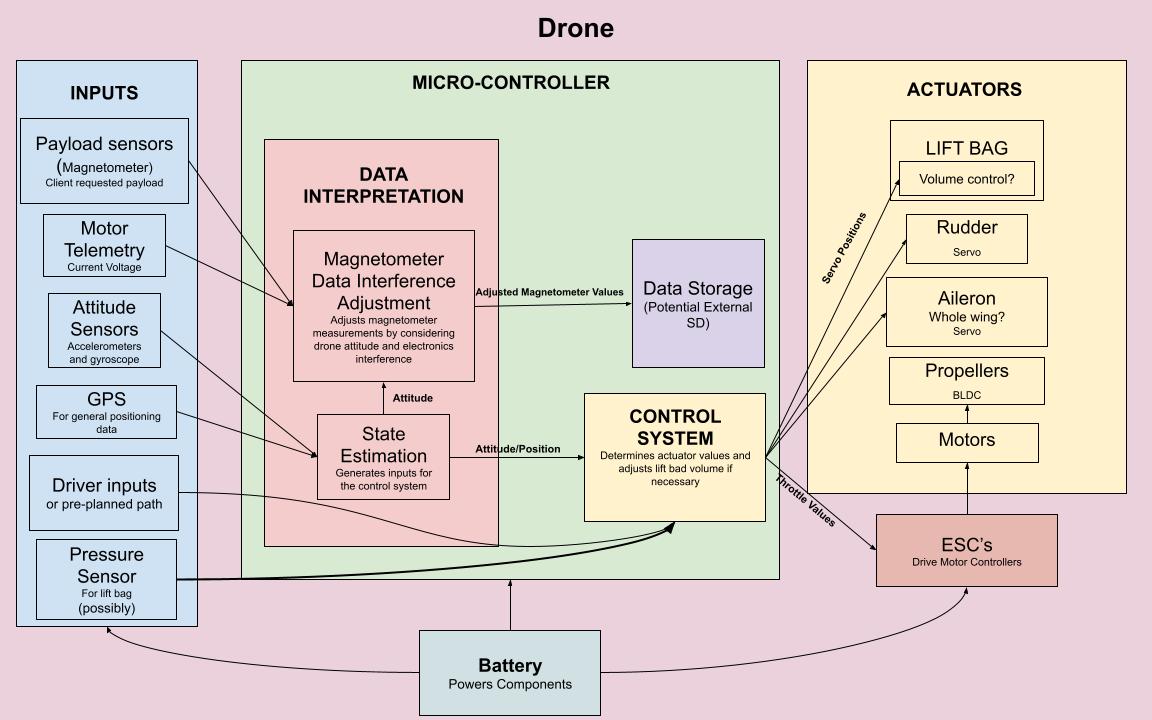 Drone
INPUTS
Payload sensors
(Magnetometer)
Client requested payload
Motor
Telemetry
Current Voltage
Attitude
Sensors
Accelerometers
and gyroscope
GPS
For general positioning
data
Driver inputs
or pre-planned path
Pressure
Sensor
For lift bag
(possibly)
MICRO-CONTROLLER
DATA
INTERPRETATION
Magnetometer
Data Interference
Adjustment
Adjusts magnetometer
measurements by considering
drone attitude and electronics
interference
Attitude
State
Estimation
Generates inputs for
the control system
Adjusted Magnetometer Values
Attitude/Position
Data Storage
(Potential External
SD)
CONTROL
SYSTEM
Determines actuator values and
adjusts lift bad volume if
necessary
Servo Positions
Throttle Values
ACTUATORS
LIFT BAG
Volume control?
Rudder
Servo
Aileron
Whole wing?
Servo
Propellers
BLDC
Motors
ESC's
Drive Motor Controllers
Battery
Powers Components